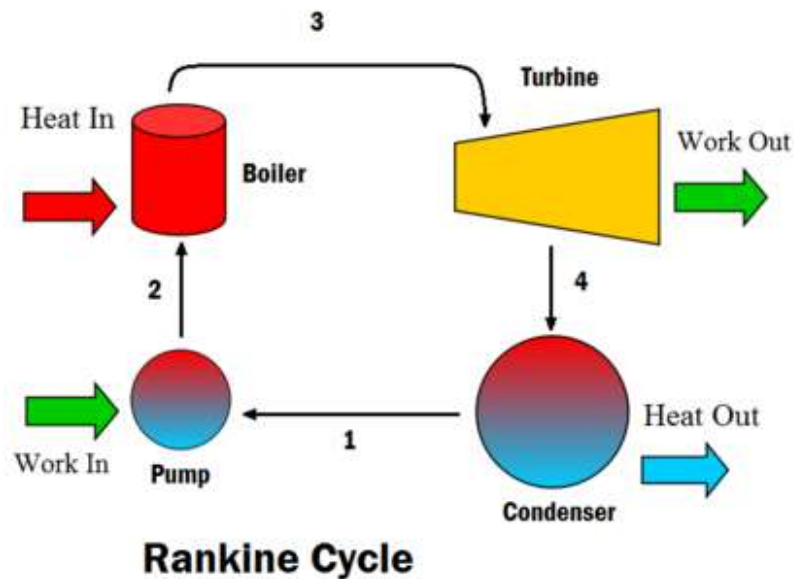 3
Turbine
Heat In
Work Out
Boiler
2
4
1
Heat Out
Work In
Pump
Condenser
Rankine Cycle